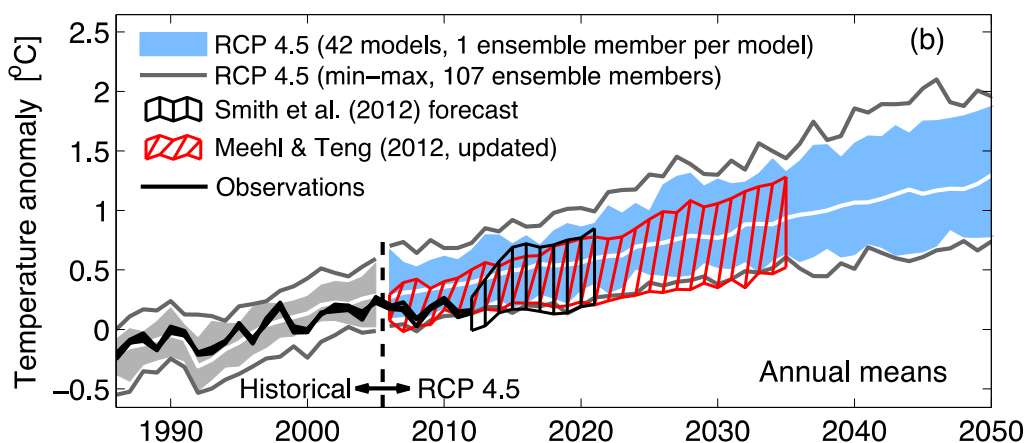 2.5
2
1.5
1
0.5
0
−0.5
Temperature anomaly [°C]
RCP 4.5 (42 models, 1 ensemble member per model)
(b)
RCP 4.5 (min−max, 107 ensemble members)
Smith et al. (2012) forecast
Meehl & Teng (2012, updated)
Observations
Historical
RCP 4.5
Annual means
1990 2000 2010 2020 2030 2040 2050